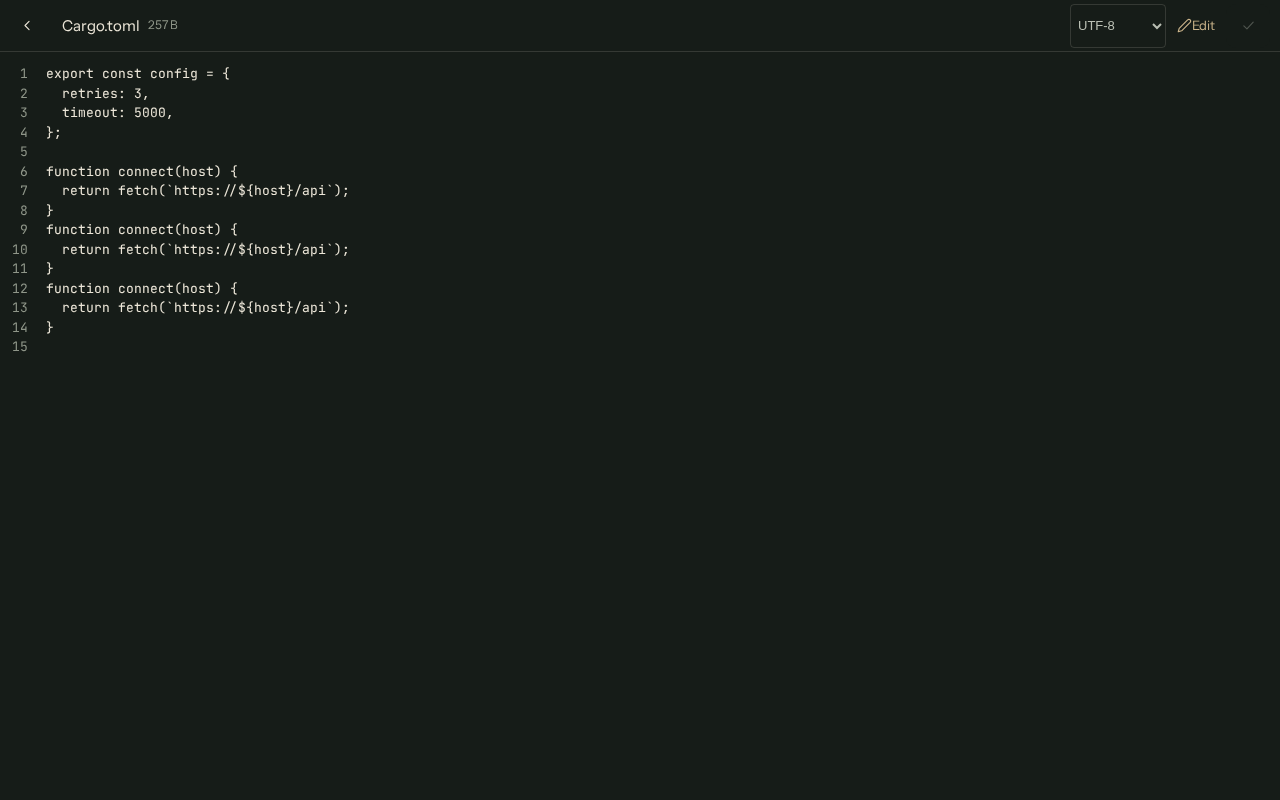 Cargo.toml 257 B UTF-8 Edit
1 export const config = {
2   retries: 3,
3   timeout: 5000,
4 };
5
6 function connect(host) {
7   return fetch(`https://${host}/api`);
8 }
9 function connect(host) {
10   return fetch(`https://${host}/api`);
11 }
12 function connect(host) {
13   return fetch(`https://${host}/api`);
14 }
15